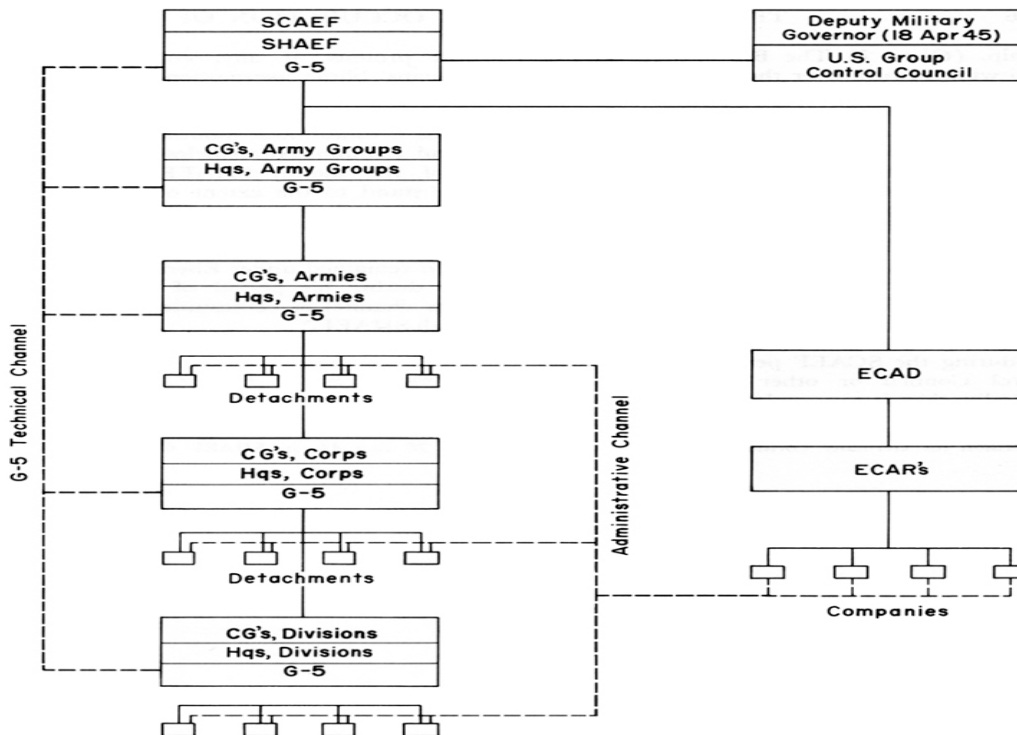 SCAEF
SHAEF
G-5
Deputy Military
Governor (18 Apr 45)
U.S. Group
Control Council
CG's, Army Groups
Hqs, Army Groups
G-5
CG's, Armies
Hqs, Armies
G-5
Detachments
CG's, Corps
Hqs, Corps
G-5
Detachments
CG's, Divisions
Hqs, Divisions
G-5
G-5 Technical Channel
Administrative Channel
ECAD
ECAR's
Companies